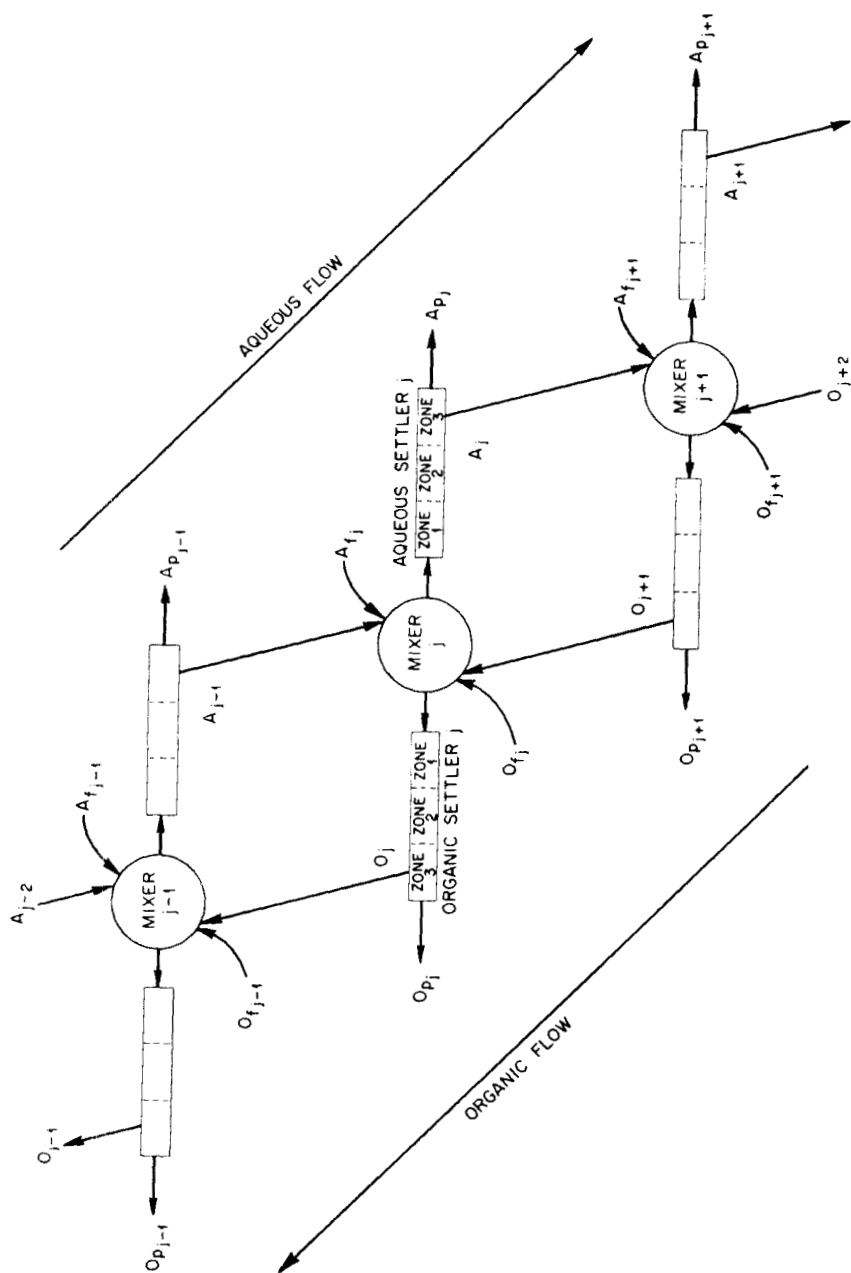 A_{j-2}
A_{f_{j-1}}
MIXER
j-1
A_{p_{j-1}}
AQUEOUS FLOW
O_{j-1}
O_{p_{j-1}}
O_{f_{j-1}}
A_{j-1}
A_{f_j}
AQUEOUS SETTLER j
ZONE 1
ZONE 2
ZONE 3
A_{p_j}
MIXER
j
O_j
ZONE 3
ZONE 2
ZONE 1
ORGANIC SETTLER j
O_{p_j}
O_{f_j}
A_j
A_{f_{j+1}}
A_{p_{j+1}}
O_{j+1}
MIXER
j+1
A_{j+1}
O_{p_{j+1}}
O_{f_{j+1}}
O_{j+2}
ORGANIC FLOW